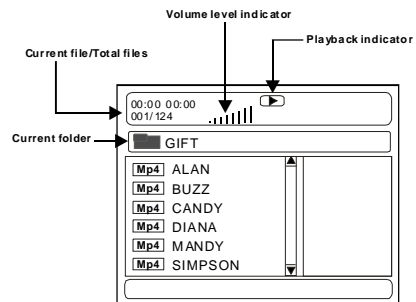 Volume level indicator
Playback indicator
Current file/Total files
00:00 00:00
001/124
Current folder
GIFT
Mp4 ALAN
Mp4 BUZZ
Mp4 CANDY
Mp4 DIANA
Mp4 MANDY
Mp4 SIMPSON